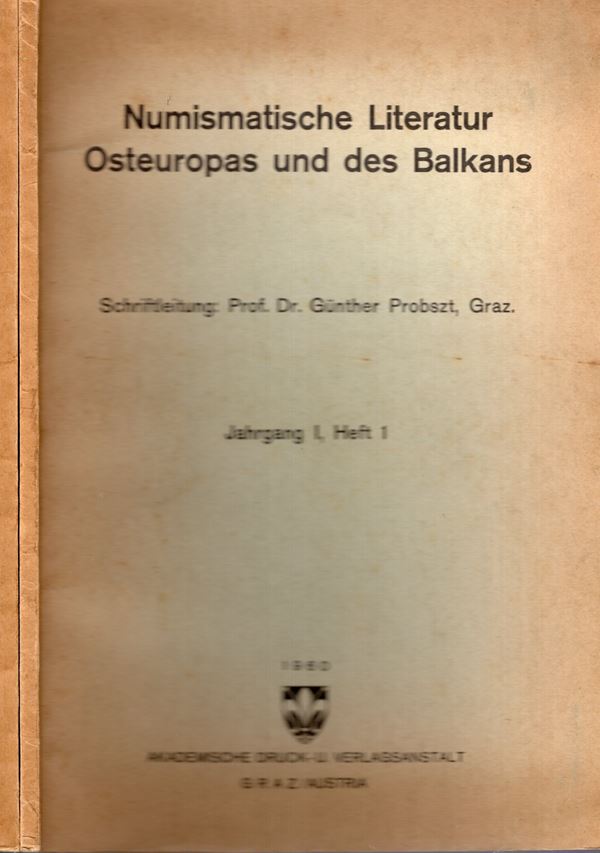 Numismatische Literatur
Osteuropas und des Balkans
Schriftleitung: Prof. Dr. Günther Probszt, Graz.
Jahrgang I, Heft 1
1960
AKADEMISCHE DRUCK- U. VERLAGSANSTALT
GRAZ/AUSTRIA